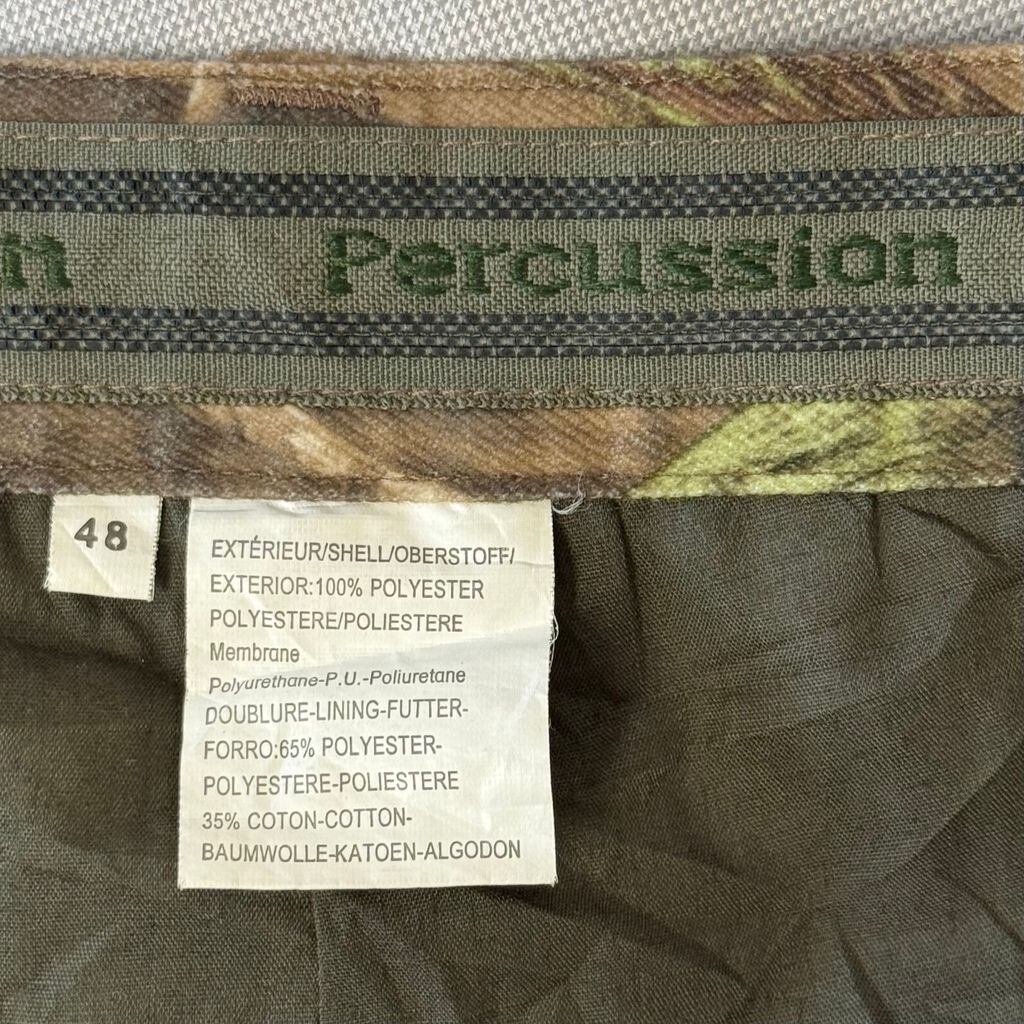 n Percussion
48
EXTÉRIEUR/SHELL/OBERSTOFF/
EXTERIOR:100% POLYESTER
POLYESTERE/POLIESTERE
Membrane
Polyurethane-P.U.-Poliuretane
DOUBLURE-LINING-FUTTER-
FORRO:65% POLYESTER-
POLYESTERE-POLIESTERE
35% COTON-COTTON-
BAUMWOLLE-KATOEN-ALGODON